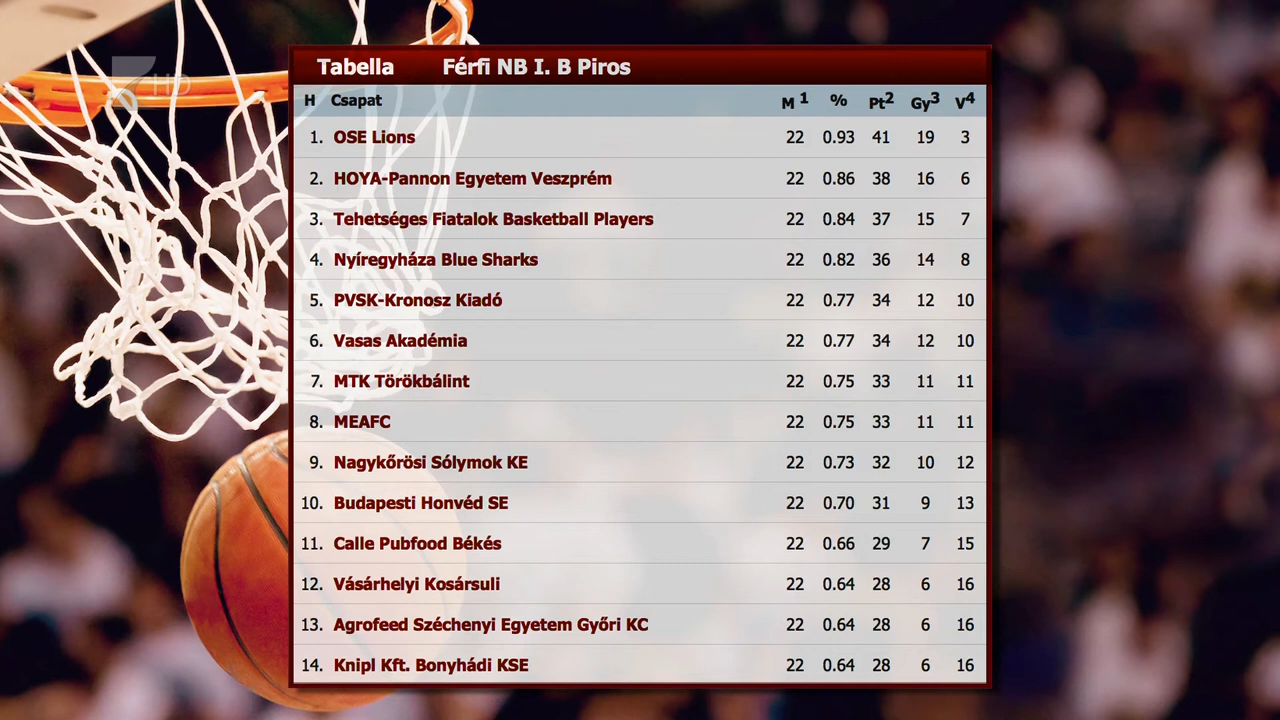 3 HD
Tabella Férfi NB I. B Piros
H Csapat M 1 % Pt2 Gy3 V4
1. OSE Lions 22 0.93 41 19 3
2. HOYA-Pannon Egyetem Veszprém 22 0.86 38 16 6
3. Tehetséges Fiatalok Basketball Players 22 0.84 37 15 7
4. Nyíregyháza Blue Sharks 22 0.82 36 14 8
5. PVSK-Kronosz Kiadó 22 0.77 34 12 10
6. Vasas Akadémia 22 0.77 34 12 10
7. MTK Törökbálint 22 0.75 33 11 11
8. MEAFC 22 0.75 33 11 11
9. Nagykőrösi Sólymok KE 22 0.73 32 10 12
10. Budapesti Honvéd SE 22 0.70 31 9 13
11. Calle Pubfood Békés 22 0.66 29 7 15
12. Vásárhelyi Kosársuli 22 0.64 28 6 16
13. Agrofeed Széchenyi Egyetem Győri KC 22 0.64 28 6 16
14. Knipl Kft. Bonyhádi KSE 22 0.64 28 6 16